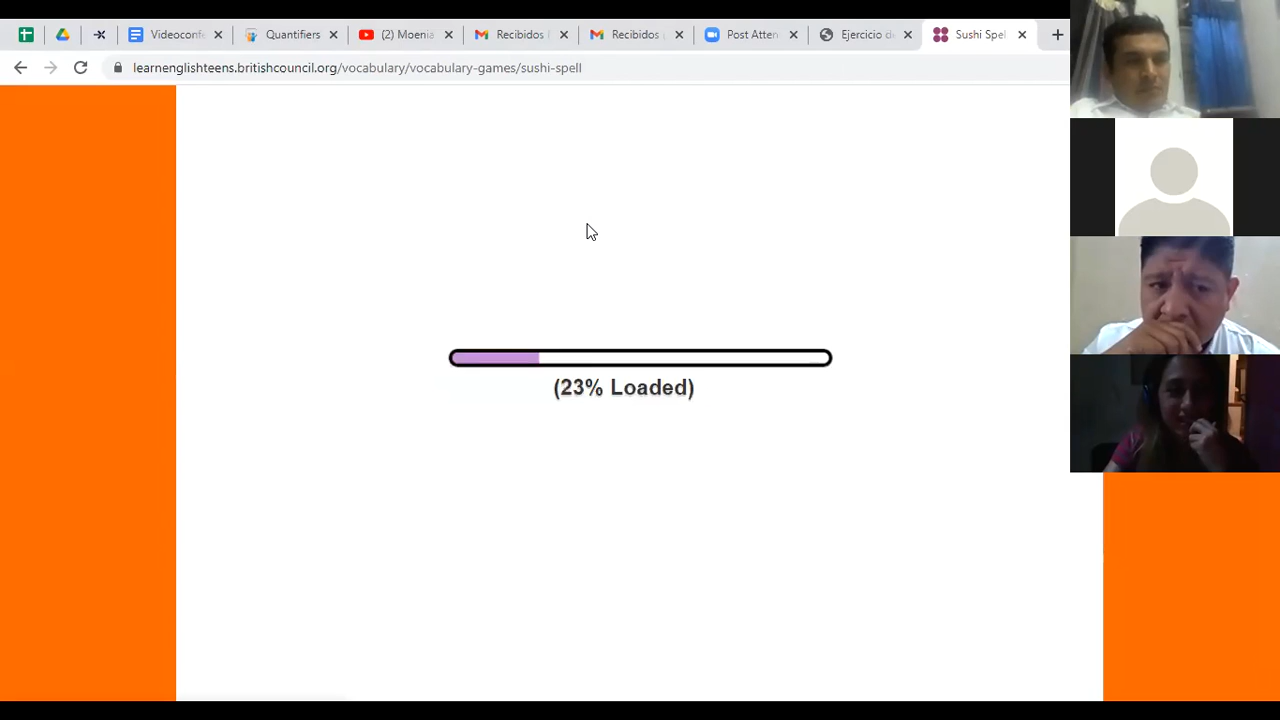 Videoconfe
Quantifiers
(2) Moenia
Recibidos
Recibidos
Post Atten
Ejercicio d
Sushi Spel
learnenglishteens.britishcouncil.org/vocabulary/vocabulary-games/sushi-spell
(23% Loaded)